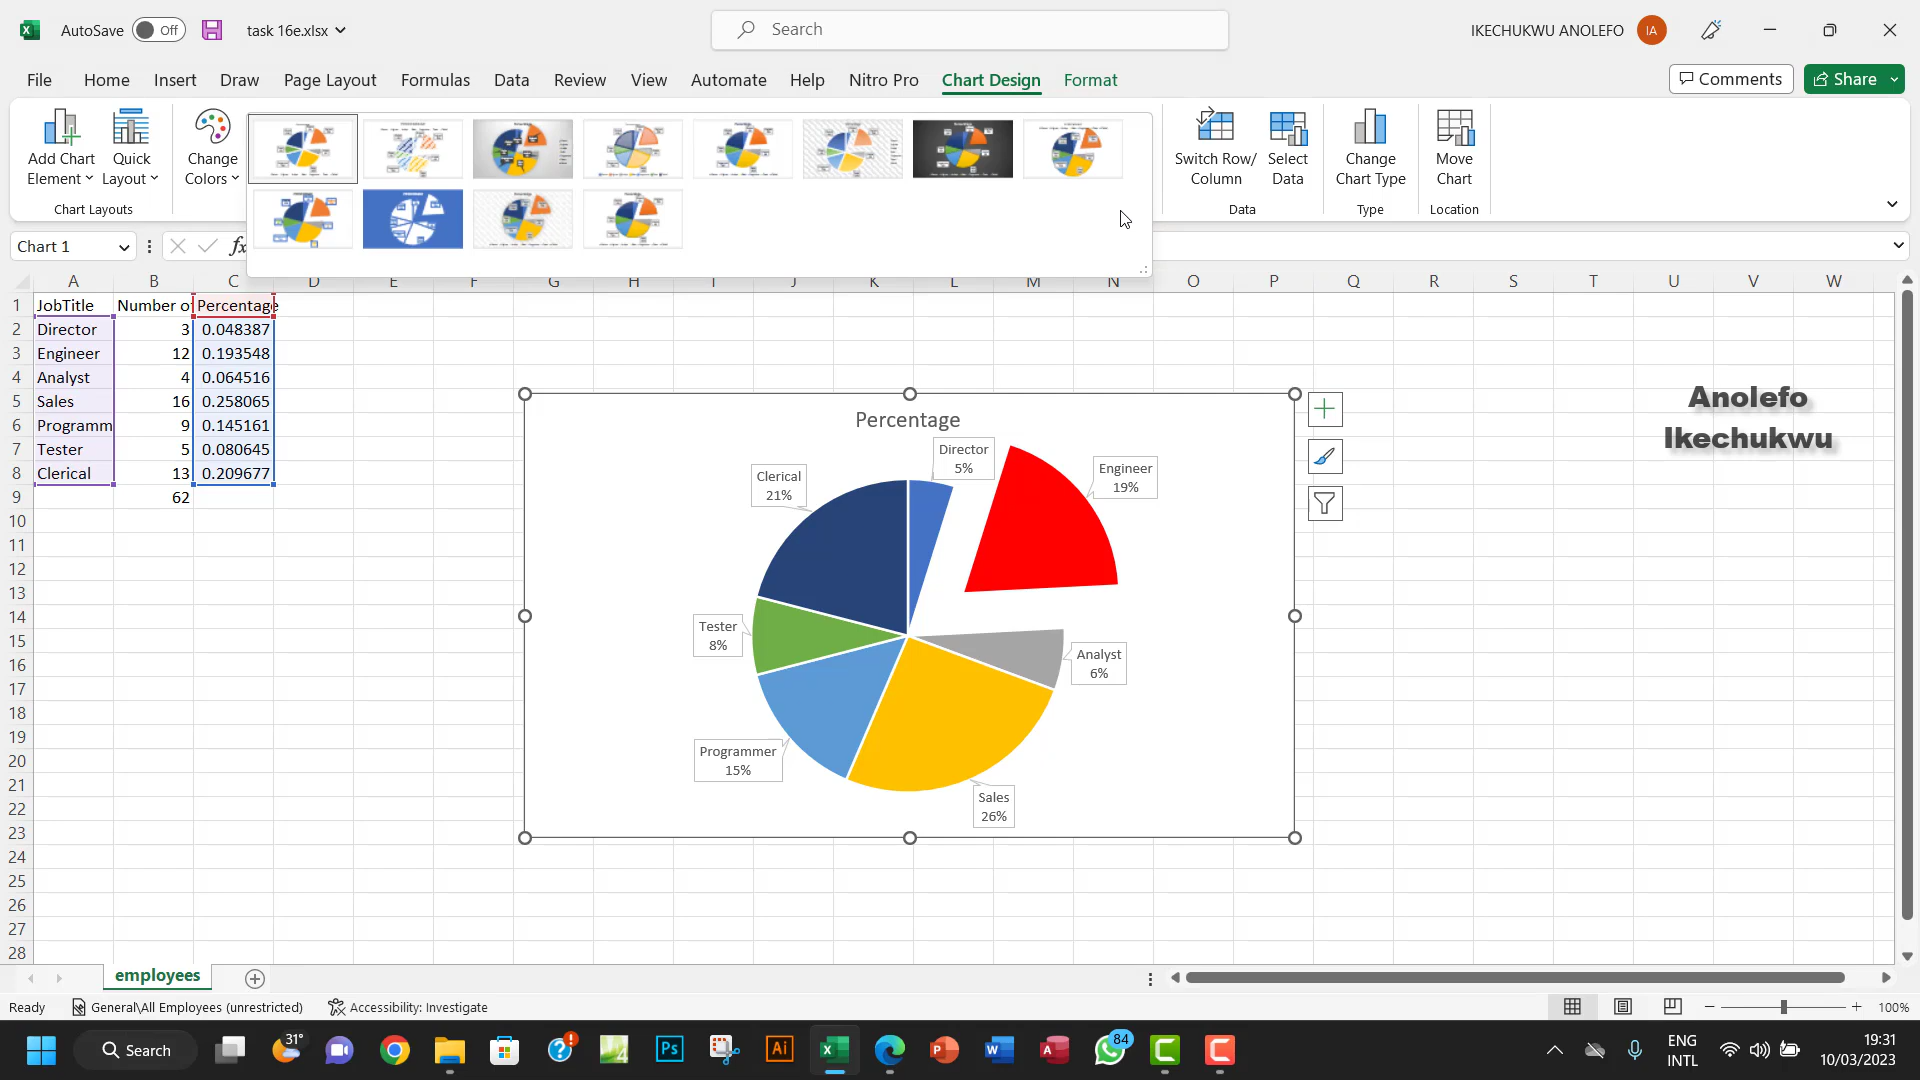 AutoSave Off task 16e.xlsx Search IKECHUKWU ANOLEFO IA
File Home Insert Draw Page Layout Formulas Data Review View Automate Help Nitro Pro Chart Design Format Comments Share
Add Chart Element
Quick Layout
Change Colors
Chart Layouts
Switch Row/ Column
Select Data
Data
Change Chart Type
Type
Move Chart
Location
Chart 1 fx
A B C D E F G H I J K L M N O P Q R S T U V W
1 JobTitle Number o Percentage
2 Director 3 0.048387
3 Engineer 12 0.193548
4 Analyst 4 0.064516
5 Sales 16 0.258065
6 Programm 9 0.145161
7 Tester 5 0.080645
8 Clerical 13 0.209677
9 62
10
11
12
13
14
15
16
17
18
19
20
21
22
23
24
25
26
27
28
Percentage
Director
5%
Engineer
19%
Analyst
6%
Sales
26%
Programmer
15%
Tester
8%
Clerical
21%
Anolefo
Ikechukwu
employees
Ready General\All Employees (unrestricted) Accessibility: Investigate 100%
Search 31° Ps Ai 84 ENG
INTL
19:31
10/03/2023